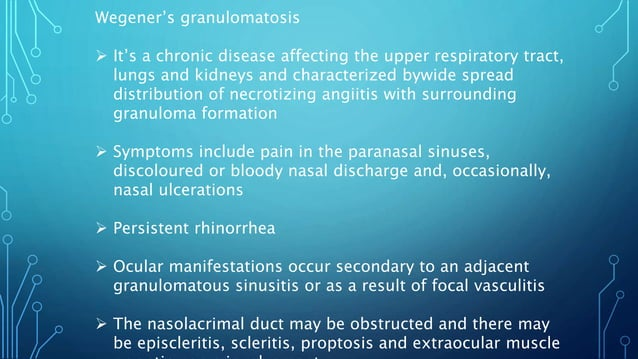 Wegener's granulomatosis
➢ It's a chronic disease affecting the upper respiratory tract,
lungs and kidneys and characterized bywide spread
distribution of necrotizing angiitis with surrounding
granuloma formation
➢ Symptoms include pain in the paranasal sinuses,
discoloured or bloody nasal discharge and, occasionally,
nasal ulcerations
➢ Persistent rhinorrhea
➢ Ocular manifestations occur secondary to an adjacent
granulomatous sinusitis or as a result of focal vasculitis
➢ The nasolacrimal duct may be obstructed and there may
be episcleritis, scleritis, proptosis and extraocular muscle